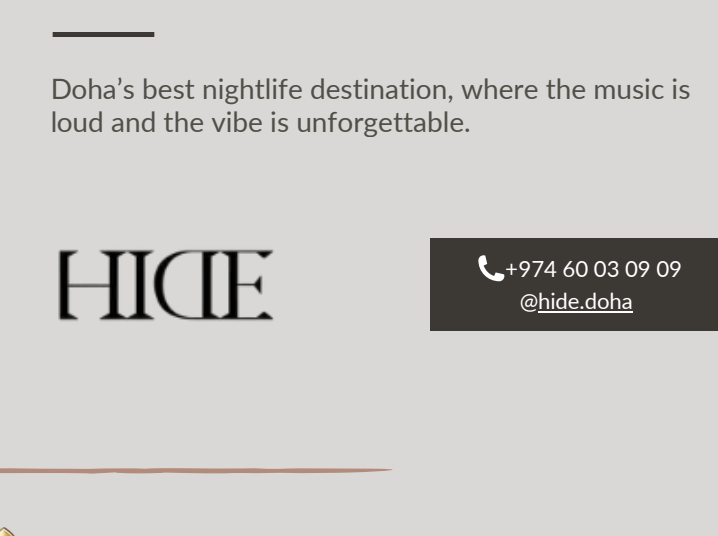 Doha’s best nightlife destination, where the music is
loud and the vibe is unforgettable.
HIDE
+974 60 03 09 09
@hide.doha